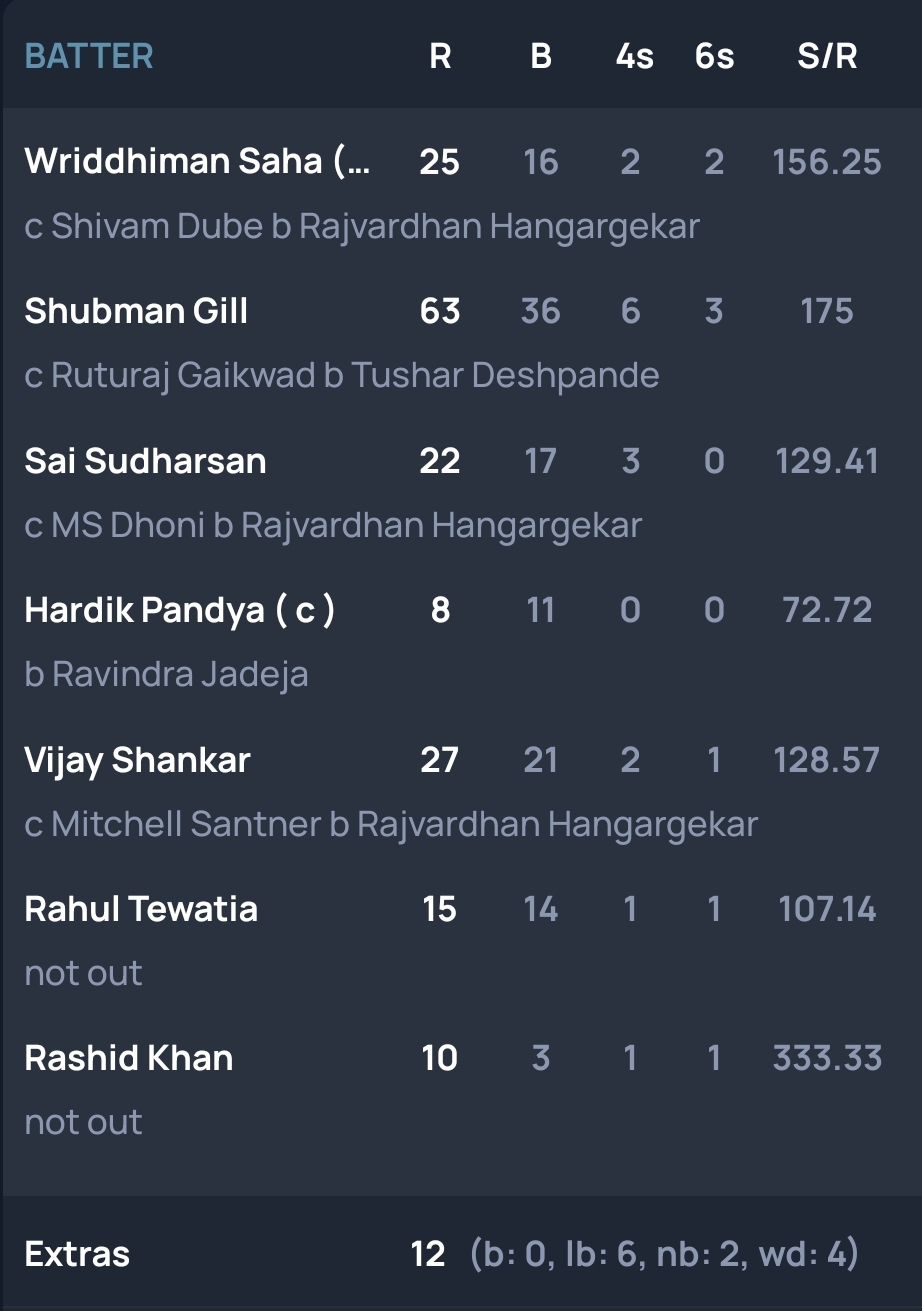 BATTER R B 4s 6s S/R
Wriddhiman Saha (... 25 16 2 2 156.25
c Shivam Dube b Rajvardhan Hangargekar
Shubman Gill 63 36 6 3 175
c Ruturaj Gaikwad b Tushar Deshpande
Sai Sudharsan 22 17 3 0 129.41
c MS Dhoni b Rajvardhan Hangargekar
Hardik Pandya ( c ) 8 11 0 0 72.72
b Ravindra Jadeja
Vijay Shankar 27 21 2 1 128.57
c Mitchell Santner b Rajvardhan Hangargekar
Rahul Tewatia 15 14 1 1 107.14
not out
Rashid Khan 10 3 1 1 333.33
not out
Extras 12 (b: 0, lb: 6, nb: 2, wd: 4)